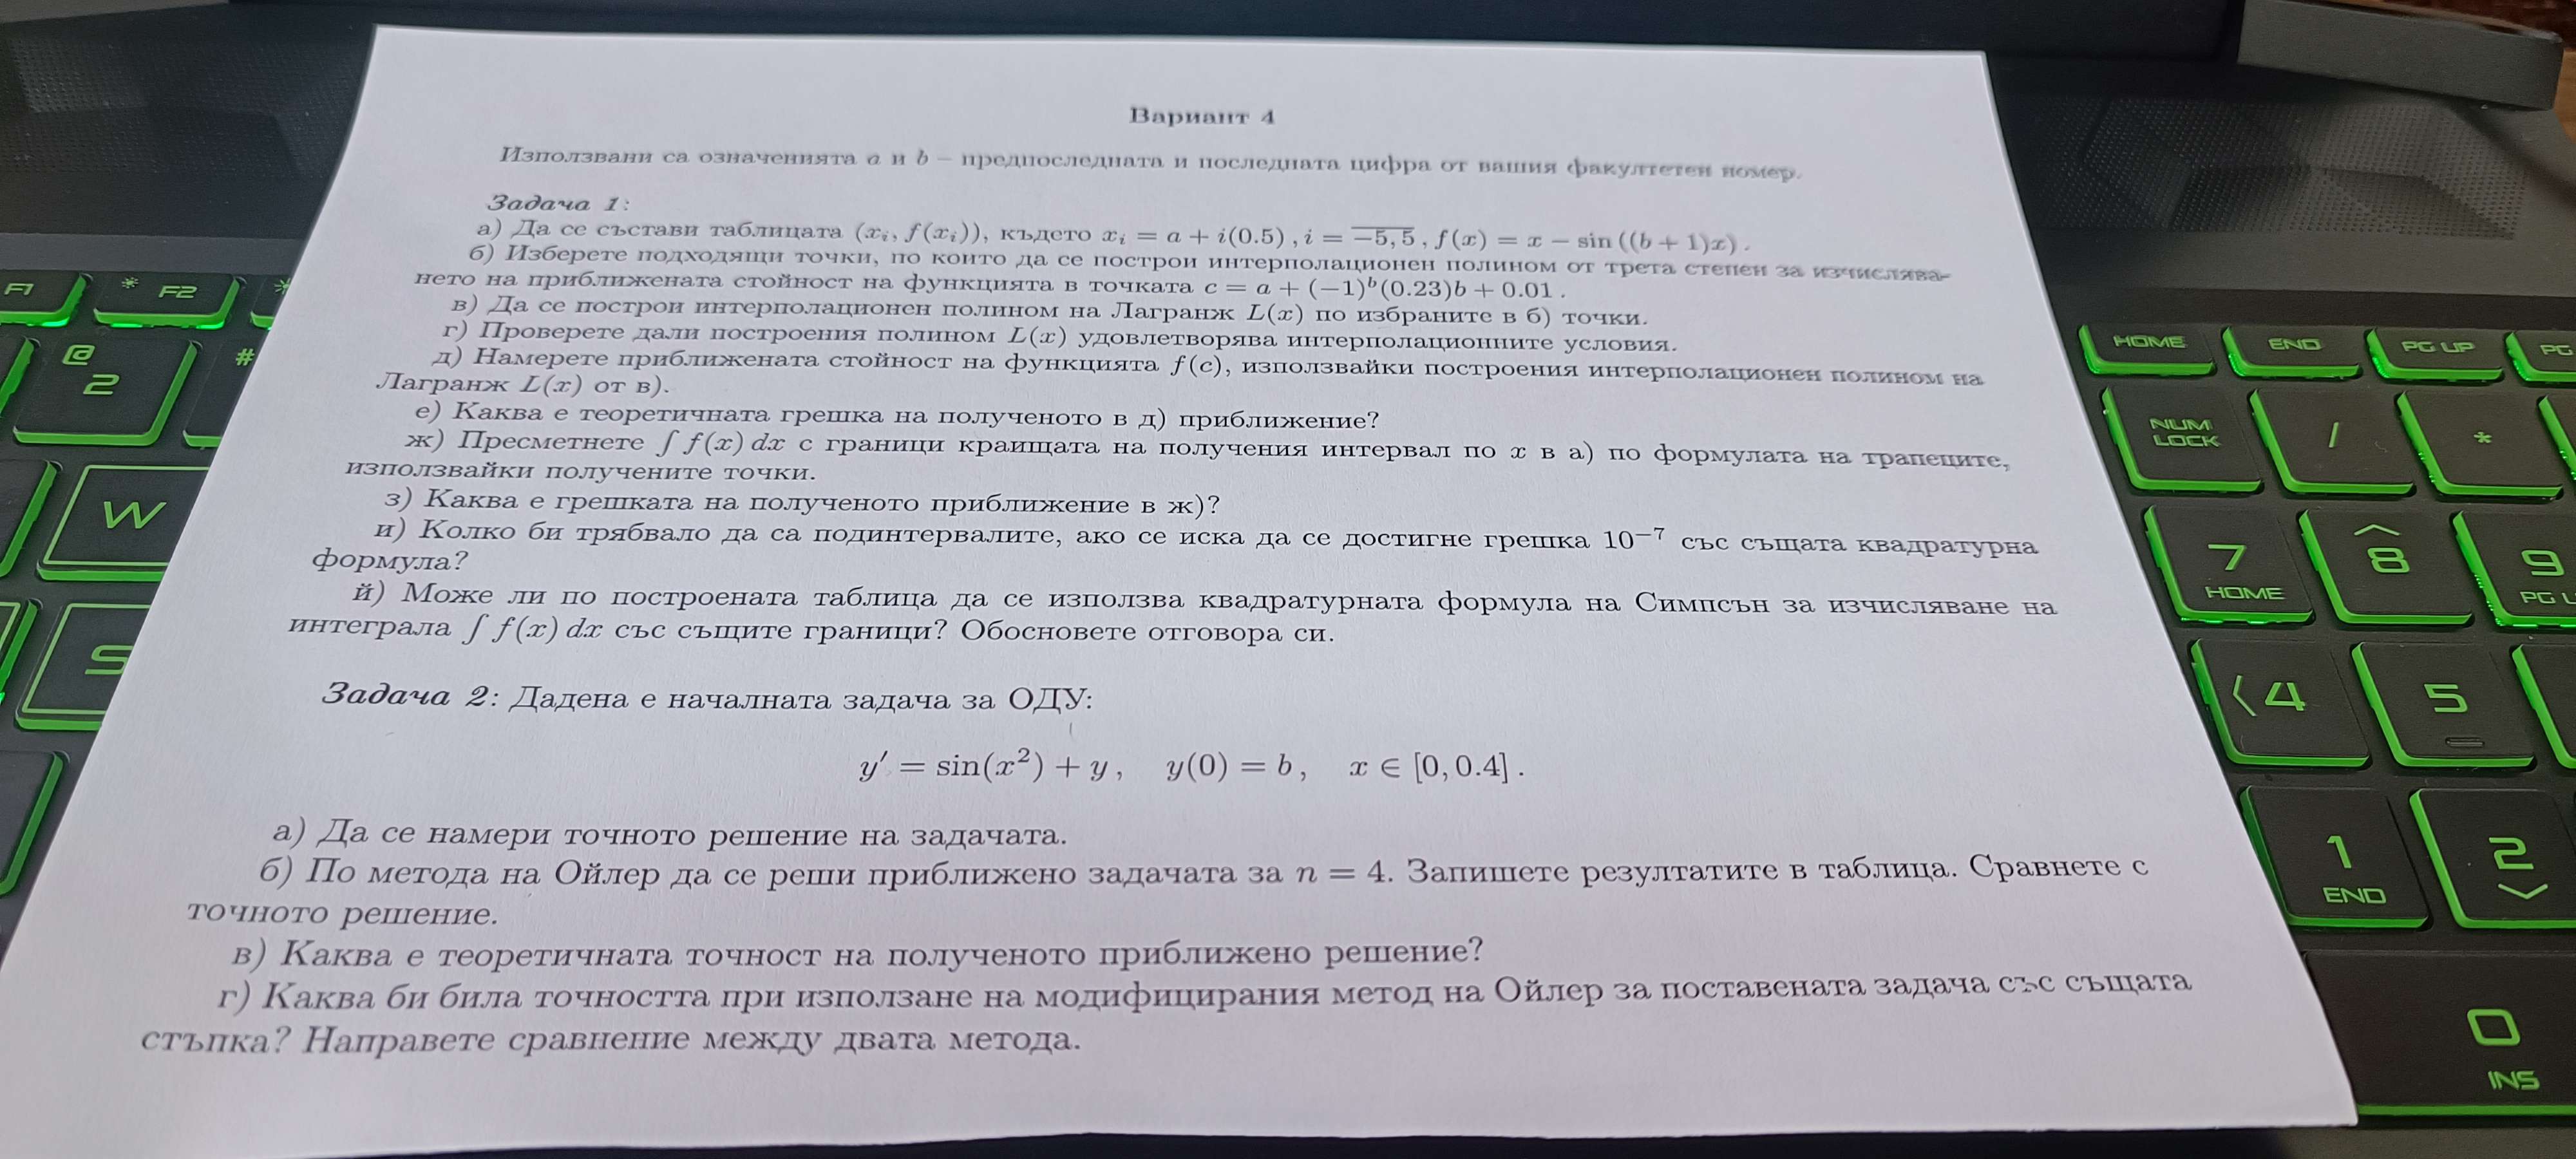 Вариант 4
Използвани са означенията a и b – предпоследната и последната цифра от вашия факултетен номер.
Задача 1:
а) Да се състави таблицата (xᵢ, f(xᵢ)), където xᵢ = a + i(0.5) , i = \overline{−5, 5} , f(x) = x − sin ((b + 1)x) .
б) Изберете подходящи точки, по които да се построи интерполационен полином от трета степен за изчислява-
нето на приближената стойност на функцията в точката c = a + (−1)ᵇ(0.23)b + 0.01 .
в) Да се построи интерполационен полином на Лагранж L(x) по избраните в б) точки.
г) Проверете дали построения полином L(x) удовлетворява интерполационните условия.
д) Намерете приближената стойност на функцията f(c), използвайки построения интерполационен полином на
Лагранж L(x) от в).
е) Каква е теоретичната грешка на полученото в д) приближение?
ж) Пресметнете ∫ f(x) dx с граници краищата на получения интервал по x в а) по формулата на трапеците,
използвайки получените точки.
з) Каква е грешката на полученото приближение в ж)?
и) Колко би трябвало да са подинтервалите, ако се иска да се достигне грешка 10⁻⁷ със същата квадратурна
формула?
й) Може ли по построената таблица да се използва квадратурната формула на Симпсън за изчисляване на
интеграла ∫ f(x) dx със същите граници? Обосновете отговора си.
Задача 2: Дадена е началната задача за ОДУ:
y′ = sin(x²) + y , y(0) = b , x ∈ [0, 0.4] .
а) Да се намери точното решение на задачата.
б) По метода на Ойлер да се реши приближено задачата за n = 4. Запишете резултатите в таблица. Сравнете с
точното решение.
в) Каква е теоретичната точност на полученото приближено решение?
г) Каква би била точността при използане на модифицирания метод на Ойлер за поставената задача със същата
стъпка? Направете сравнение между двата метода.
F1
* F2
@ 2
#
W
S
HOME
END
PG UP
PG
NUM LOCK
/
*
7 HOME
8
9 PG U
4
5
1 END
2
0 INS